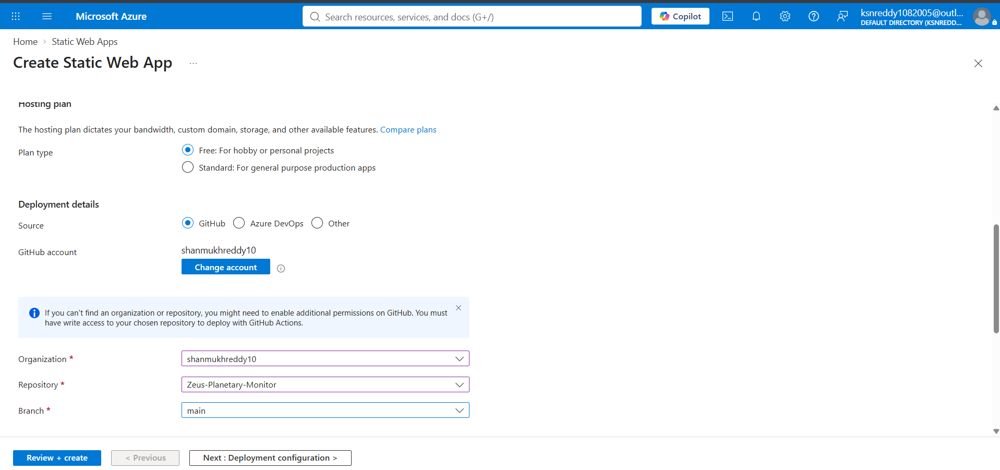 Microsoft Azure
Search resources, services, and docs (G+/)
Copilot
ksnreddy1082005@outl...
DEFAULT DIRECTORY (KSNREDD...
Home > Static Web Apps
Create Static Web App ...
Hosting plan
The hosting plan dictates your bandwidth, custom domain, storage, and other available features. Compare plans
Plan type
Free: For hobby or personal projects
Standard: For general purpose production apps
Deployment details
Source
GitHub
Azure DevOps
Other
GitHub account
shanmukhreddy10
Change account
If you can't find an organization or repository, you might need to enable additional permissions on GitHub. You must
have write access to your chosen repository to deploy with GitHub Actions.
Organization *
shanmukhreddy10
Repository *
Zeus-Planetary-Monitor
Branch *
main
Review + create
< Previous
Next : Deployment configuration >